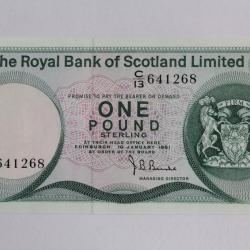 The Royal Bank of Scotland Limited
PROMISE TO PAY THE BEARER ON DEMAND
C/13 641268
ONE
POUND
STERLING
AT THEIR HEAD OFFICE HERE
EDINBURGH 10 JANUARY 1981
BY ORDER OF THE BOARD
641268
MANAGING DIRECTOR